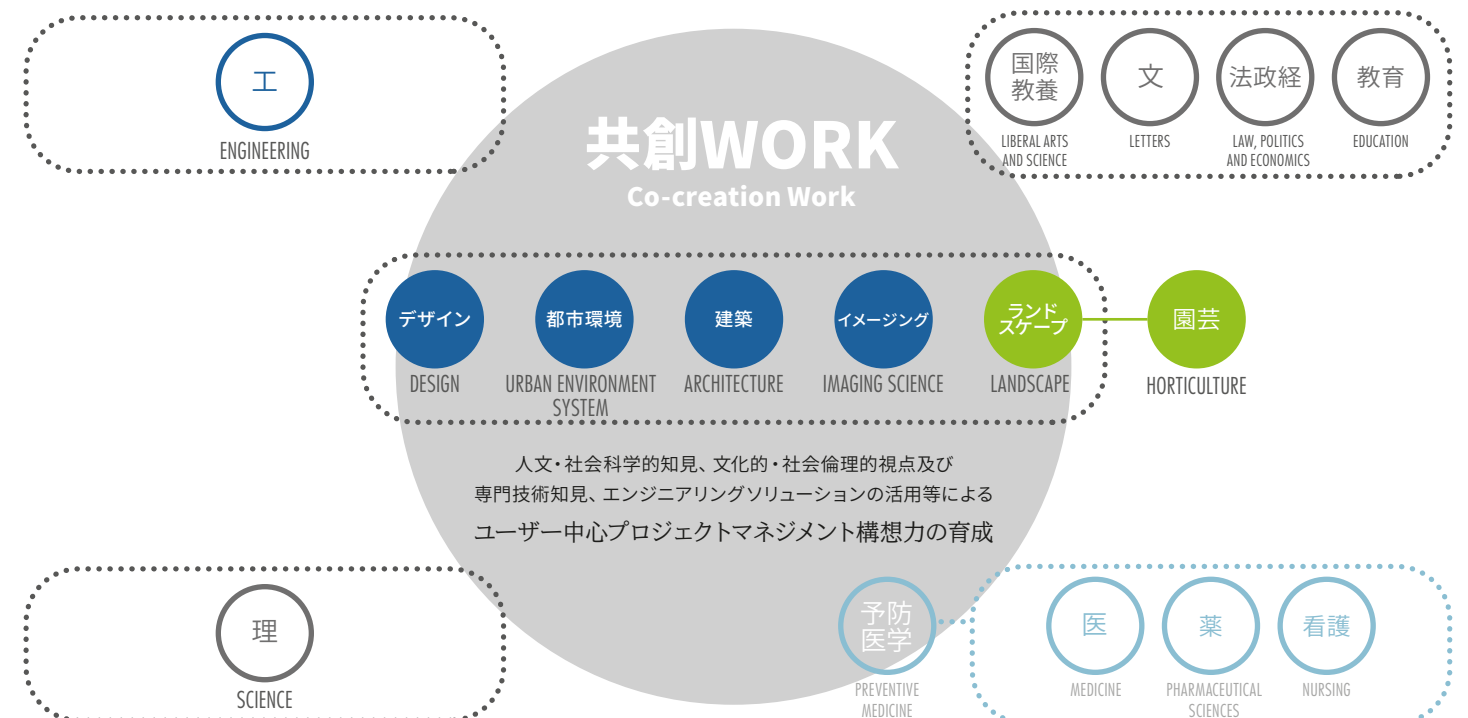 工
ENGINEERING
国際
教養
LIBERAL ARTS
AND SCIENCE
文
LETTERS
法政経
LAW, POLITICS
AND ECONOMICS
教育
EDUCATION
共創WORK
Co-creation Work
デザイン
DESIGN
都市環境
URBAN ENVIRONMENT
SYSTEM
建築
ARCHITECTURE
イメージング
IMAGING SCIENCE
ランド
スケープ
LANDSCAPE
園芸
HORTICULTURE
人文・社会科学的知見、文化的・社会倫理的視点及び
専門技術知見、エンジニアリングソリューションの活用等による
ユーザー中心プロジェクトマネジメント構想力の育成
理
SCIENCE
予防
医学
PREVENTIVE
MEDICINE
医
MEDICINE
薬
PHARMACEUTICAL
SCIENCES
看護
NURSING